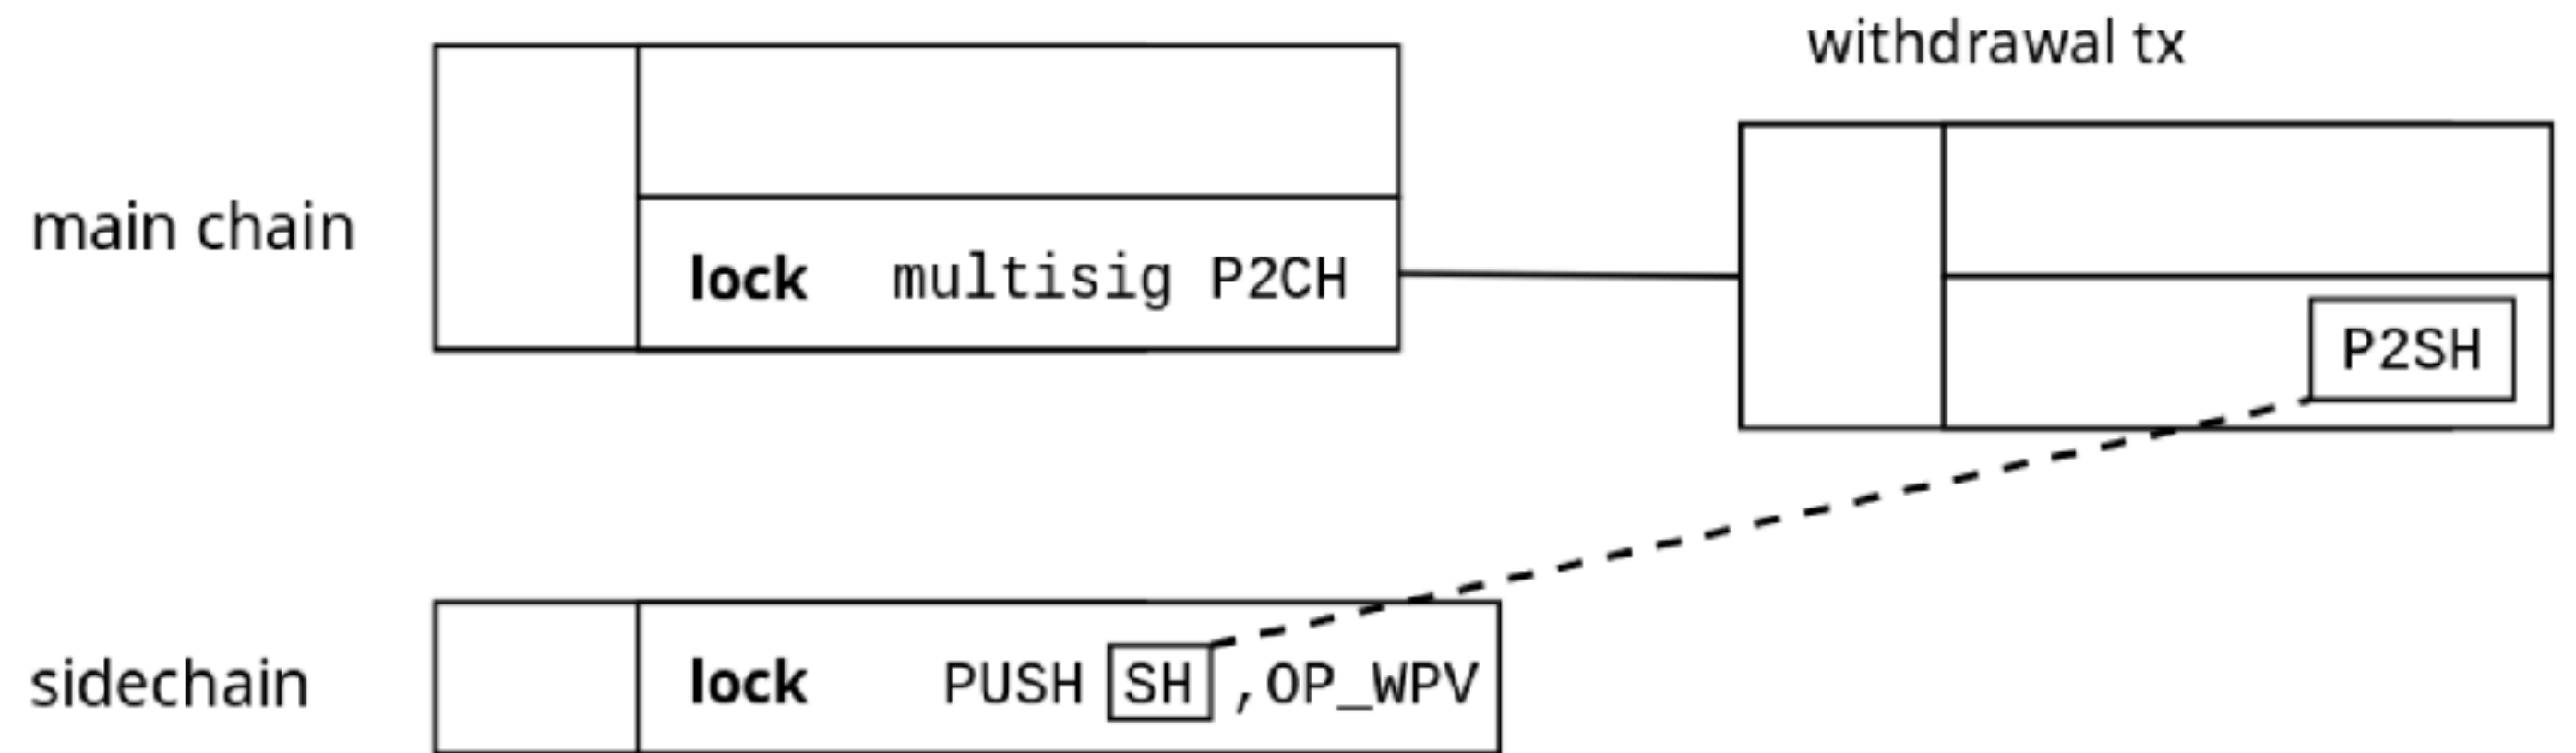 withdrawal tx
main chain
lock multisig P2CH
P2SH
sidechain
lock PUSH SH ,OP_WPV